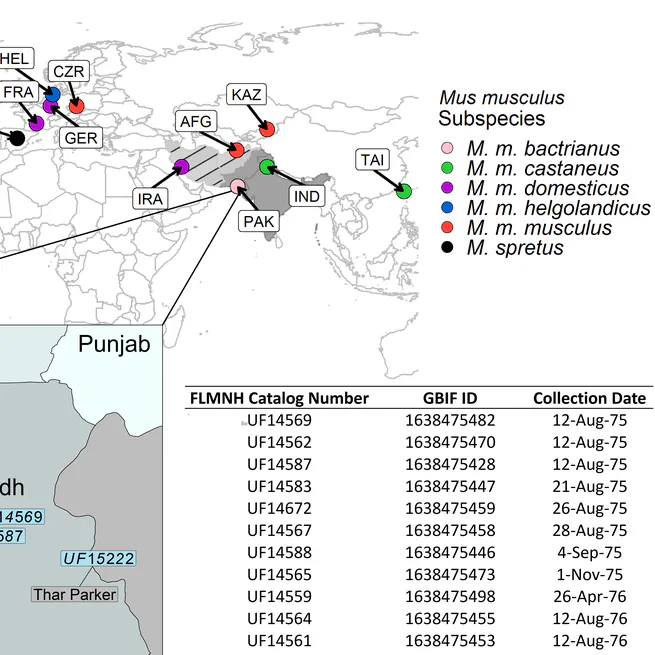 HEL
CZR
FRA
GER
KAZ
AFG
TAI
IRA
IND
PAK
Mus musculus
Subspecies
M. m. bactrianus
M. m. castaneus
M. m. domesticus
M. m. helgolandicus
M. m. musculus
M. spretus
Punjab
dh
14569
587
UF15222
Thar Parker
FLMNH Catalog Number GBIF ID Collection Date
UF14569 1638475482 12-Aug-75
UF14562 1638475470 12-Aug-75
UF14587 1638475428 12-Aug-75
UF14583 1638475447 21-Aug-75
UF14672 1638475459 26-Aug-75
UF14567 1638475458 28-Aug-75
UF14588 1638475446 4-Sep-75
UF14565 1638475473 1-Nov-75
UF14559 1638475498 26-Apr-76
UF14564 1638475455 12-Aug-76
UF14561 1638475453 12-Aug-76